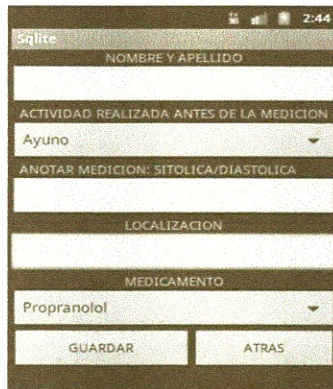 2:44
Sqlite
NOMBRE Y APELLIDO
ACTIVIDAD REALIZADA ANTES DE LA MEDICION
Ayuno
ANOTAR MEDICION: SITOLICA/DIASTOLICA
LOCALIZACION
MEDICAMENTO
Propranolol
GUARDAR ATRAS